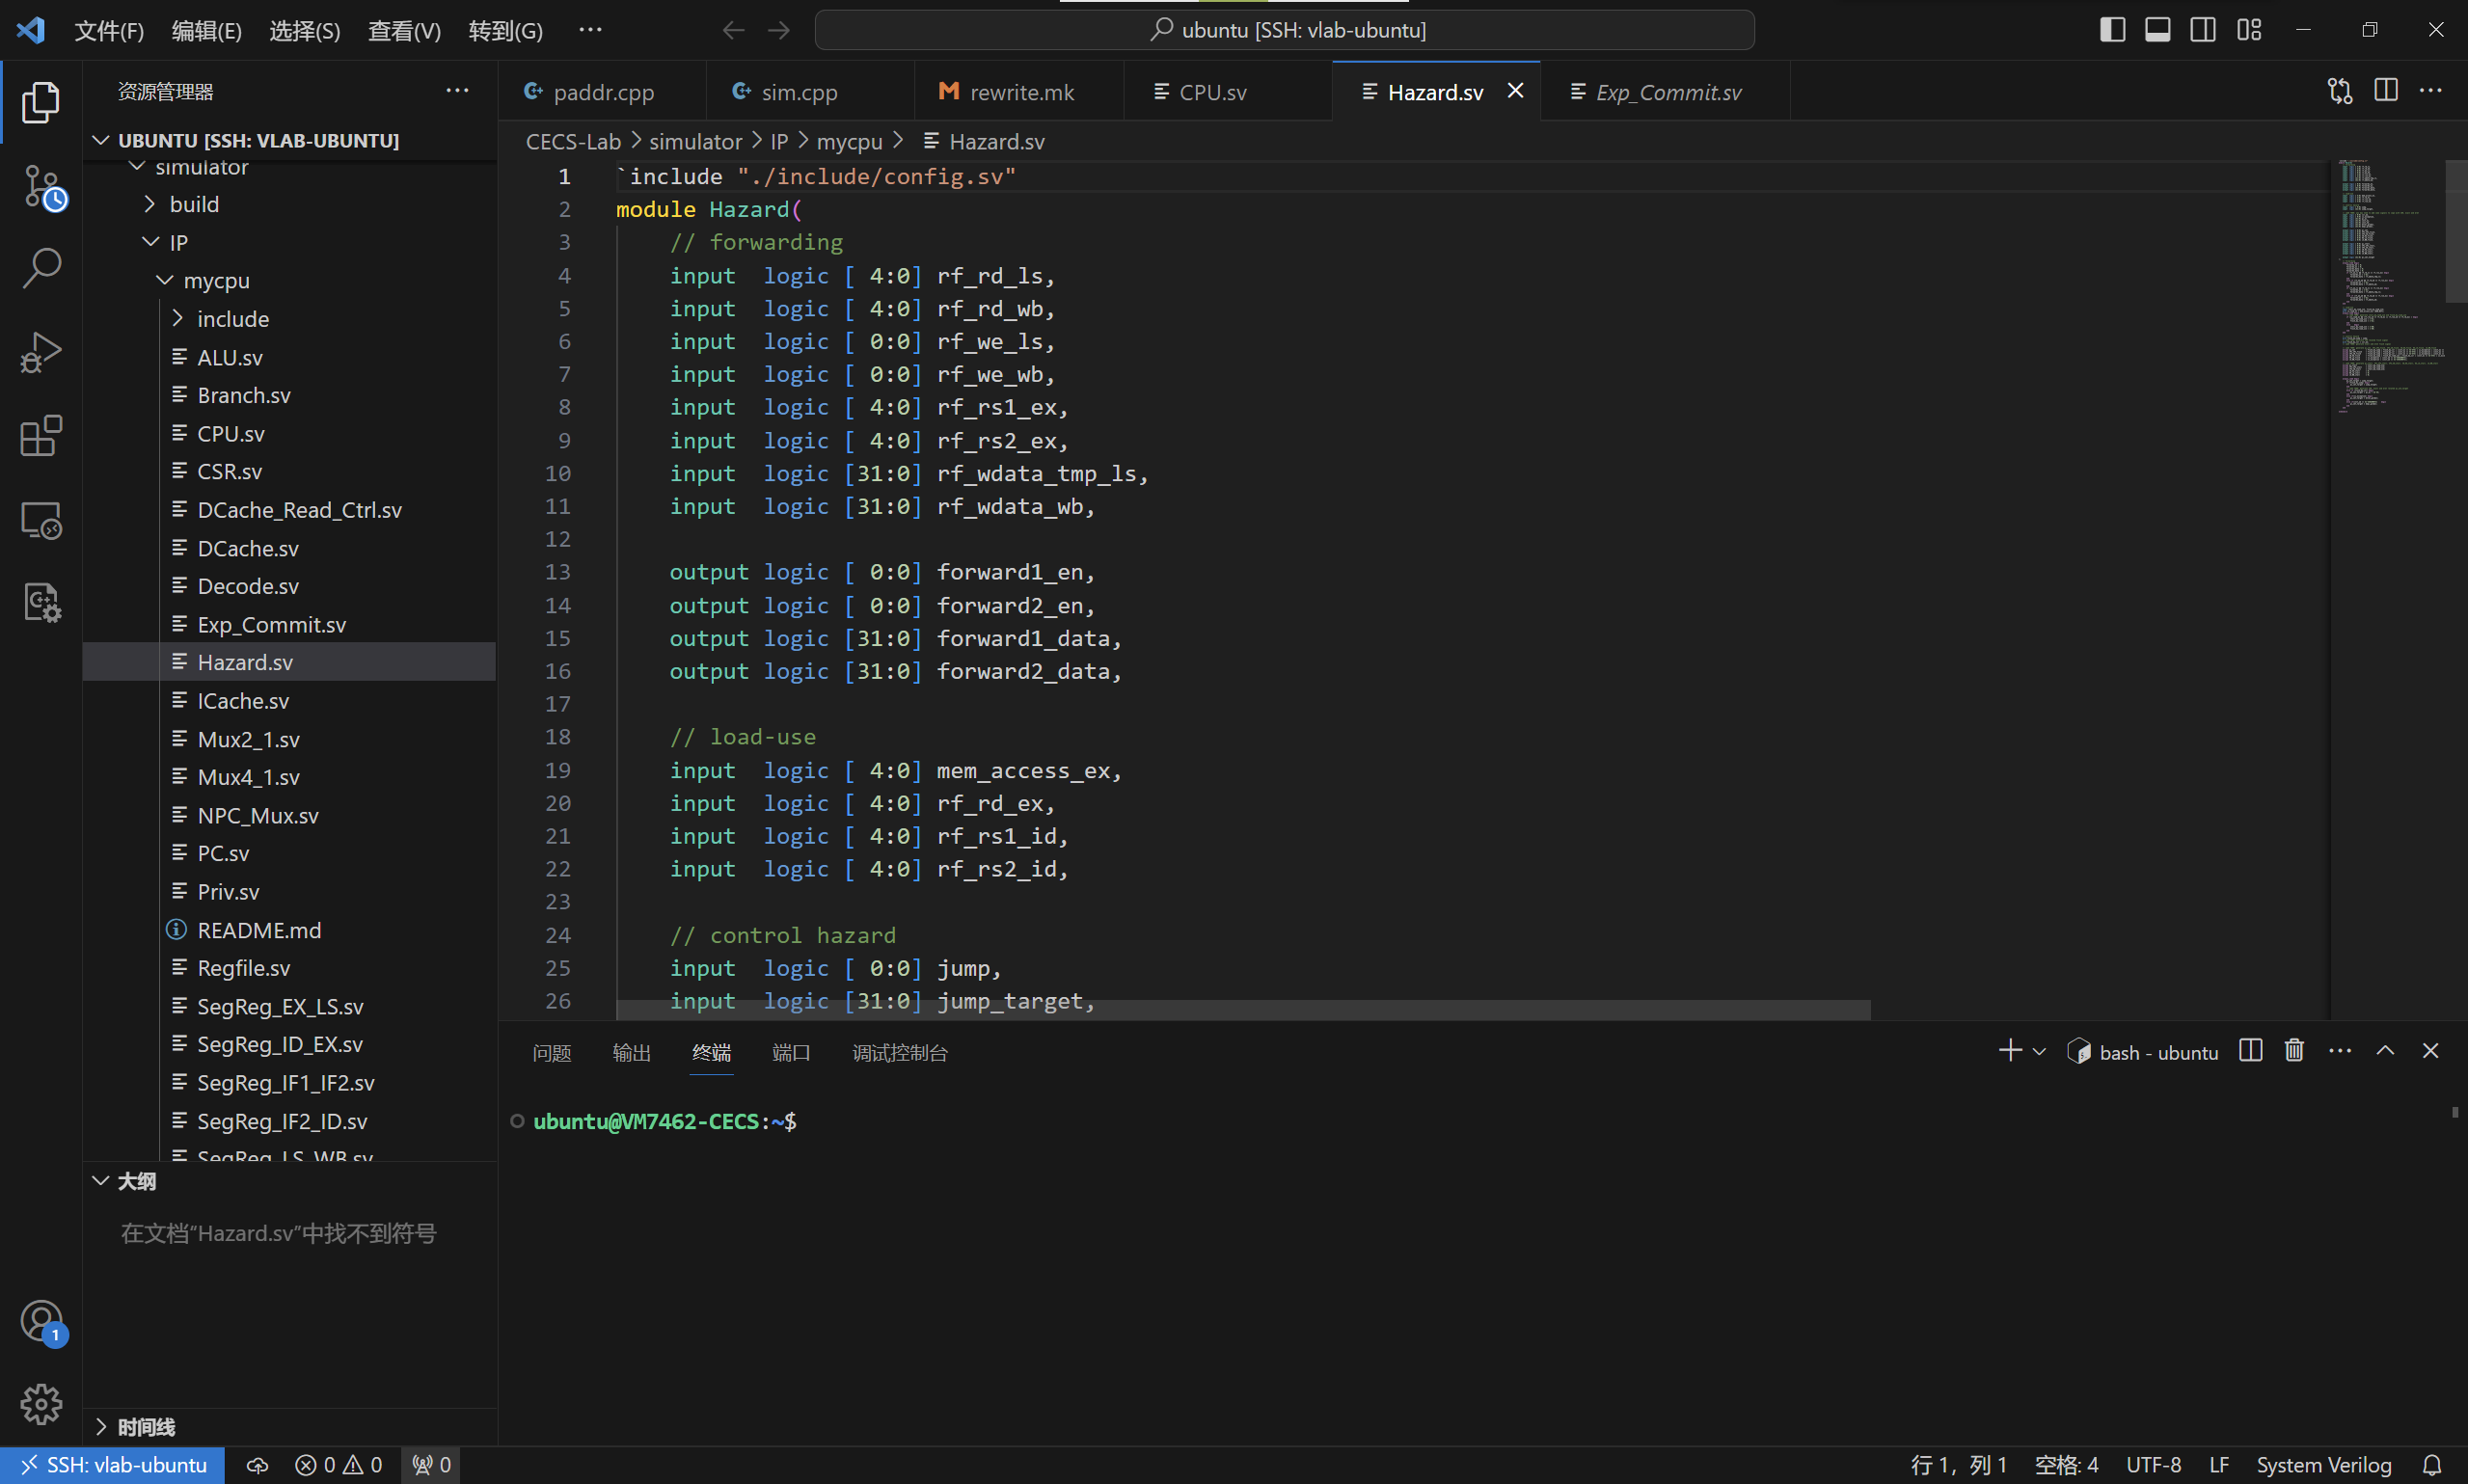 文件(F) 编辑(E) 选择(S) 查看(V) 转到(G) ··· ubuntu [SSH: vlab-ubuntu]
资源管理器
UBUNTU [SSH: VLAB-UBUNTU]
simulator
build
IP
mycpu
include
ALU.sv
Branch.sv
CPU.sv
CSR.sv
DCache_Read_Ctrl.sv
DCache.sv
Decode.sv
Exp_Commit.sv
Hazard.sv
ICache.sv
Mux2_1.sv
Mux4_1.sv
NPC_Mux.sv
PC.sv
Priv.sv
README.md
Regfile.sv
SegReg_EX_LS.sv
SegReg_ID_EX.sv
SegReg_IF1_IF2.sv
SegReg_IF2_ID.sv
SegReg_LS_WB.sv
大纲
在文档“Hazard.sv”中找不到符号
时间线
paddr.cpp sim.cpp rewrite.mk CPU.sv Hazard.sv Exp_Commit.sv
CECS-Lab > simulator > IP > mycpu > Hazard.sv
1 `include "./include/config.sv"
2 module Hazard(
3 // forwarding
4 input  logic [ 4:0] rf_rd_ls,
5 input  logic [ 4:0] rf_rd_wb,
6 input  logic [ 0:0] rf_we_ls,
7 input  logic [ 0:0] rf_we_wb,
8 input  logic [ 4:0] rf_rs1_ex,
9 input  logic [ 4:0] rf_rs2_ex,
10 input  logic [31:0] rf_wdata_tmp_ls,
11 input  logic [31:0] rf_wdata_wb,
12
13 output logic [ 0:0] forward1_en,
14 output logic [ 0:0] forward2_en,
15 output logic [31:0] forward1_data,
16 output logic [31:0] forward2_data,
17
18 // load-use
19 input  logic [ 4:0] mem_access_ex,
20 input  logic [ 4:0] rf_rd_ex,
21 input  logic [ 4:0] rf_rs1_id,
22 input  logic [ 4:0] rf_rs2_id,
23
24 // control hazard
25 input  logic [ 0:0] jump,
26 input  logic [31:0] jump_target,
问题 输出 终端 端口 调试控制台 bash - ubuntu
ubuntu@VM7462-CECS:~$
1
SSH: vlab-ubuntu 0 0 0 行 1，列 1 空格: 4 UTF-8 LF System Verilog